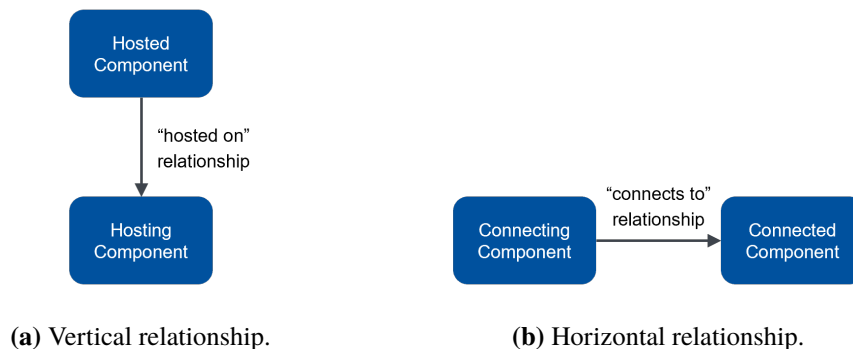 Hosted
Component
“hosted on”
relationship
Hosting
Component
(a) Vertical relationship.
“connects to”
relationship
Connecting
Component
Connected
Component
(b) Horizontal relationship.